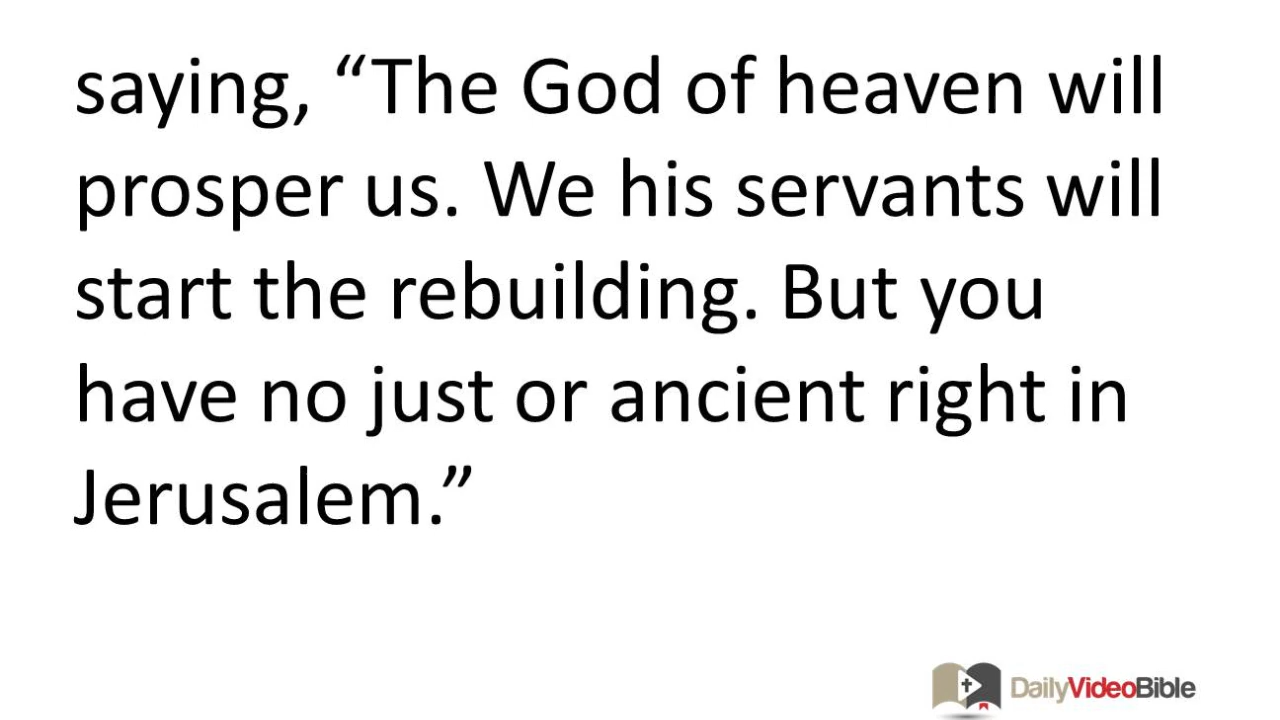 saying, “The God of heaven will
prosper us. We his servants will
start the rebuilding. But you
have no just or ancient right in
Jerusalem.”
DailyVideoBible